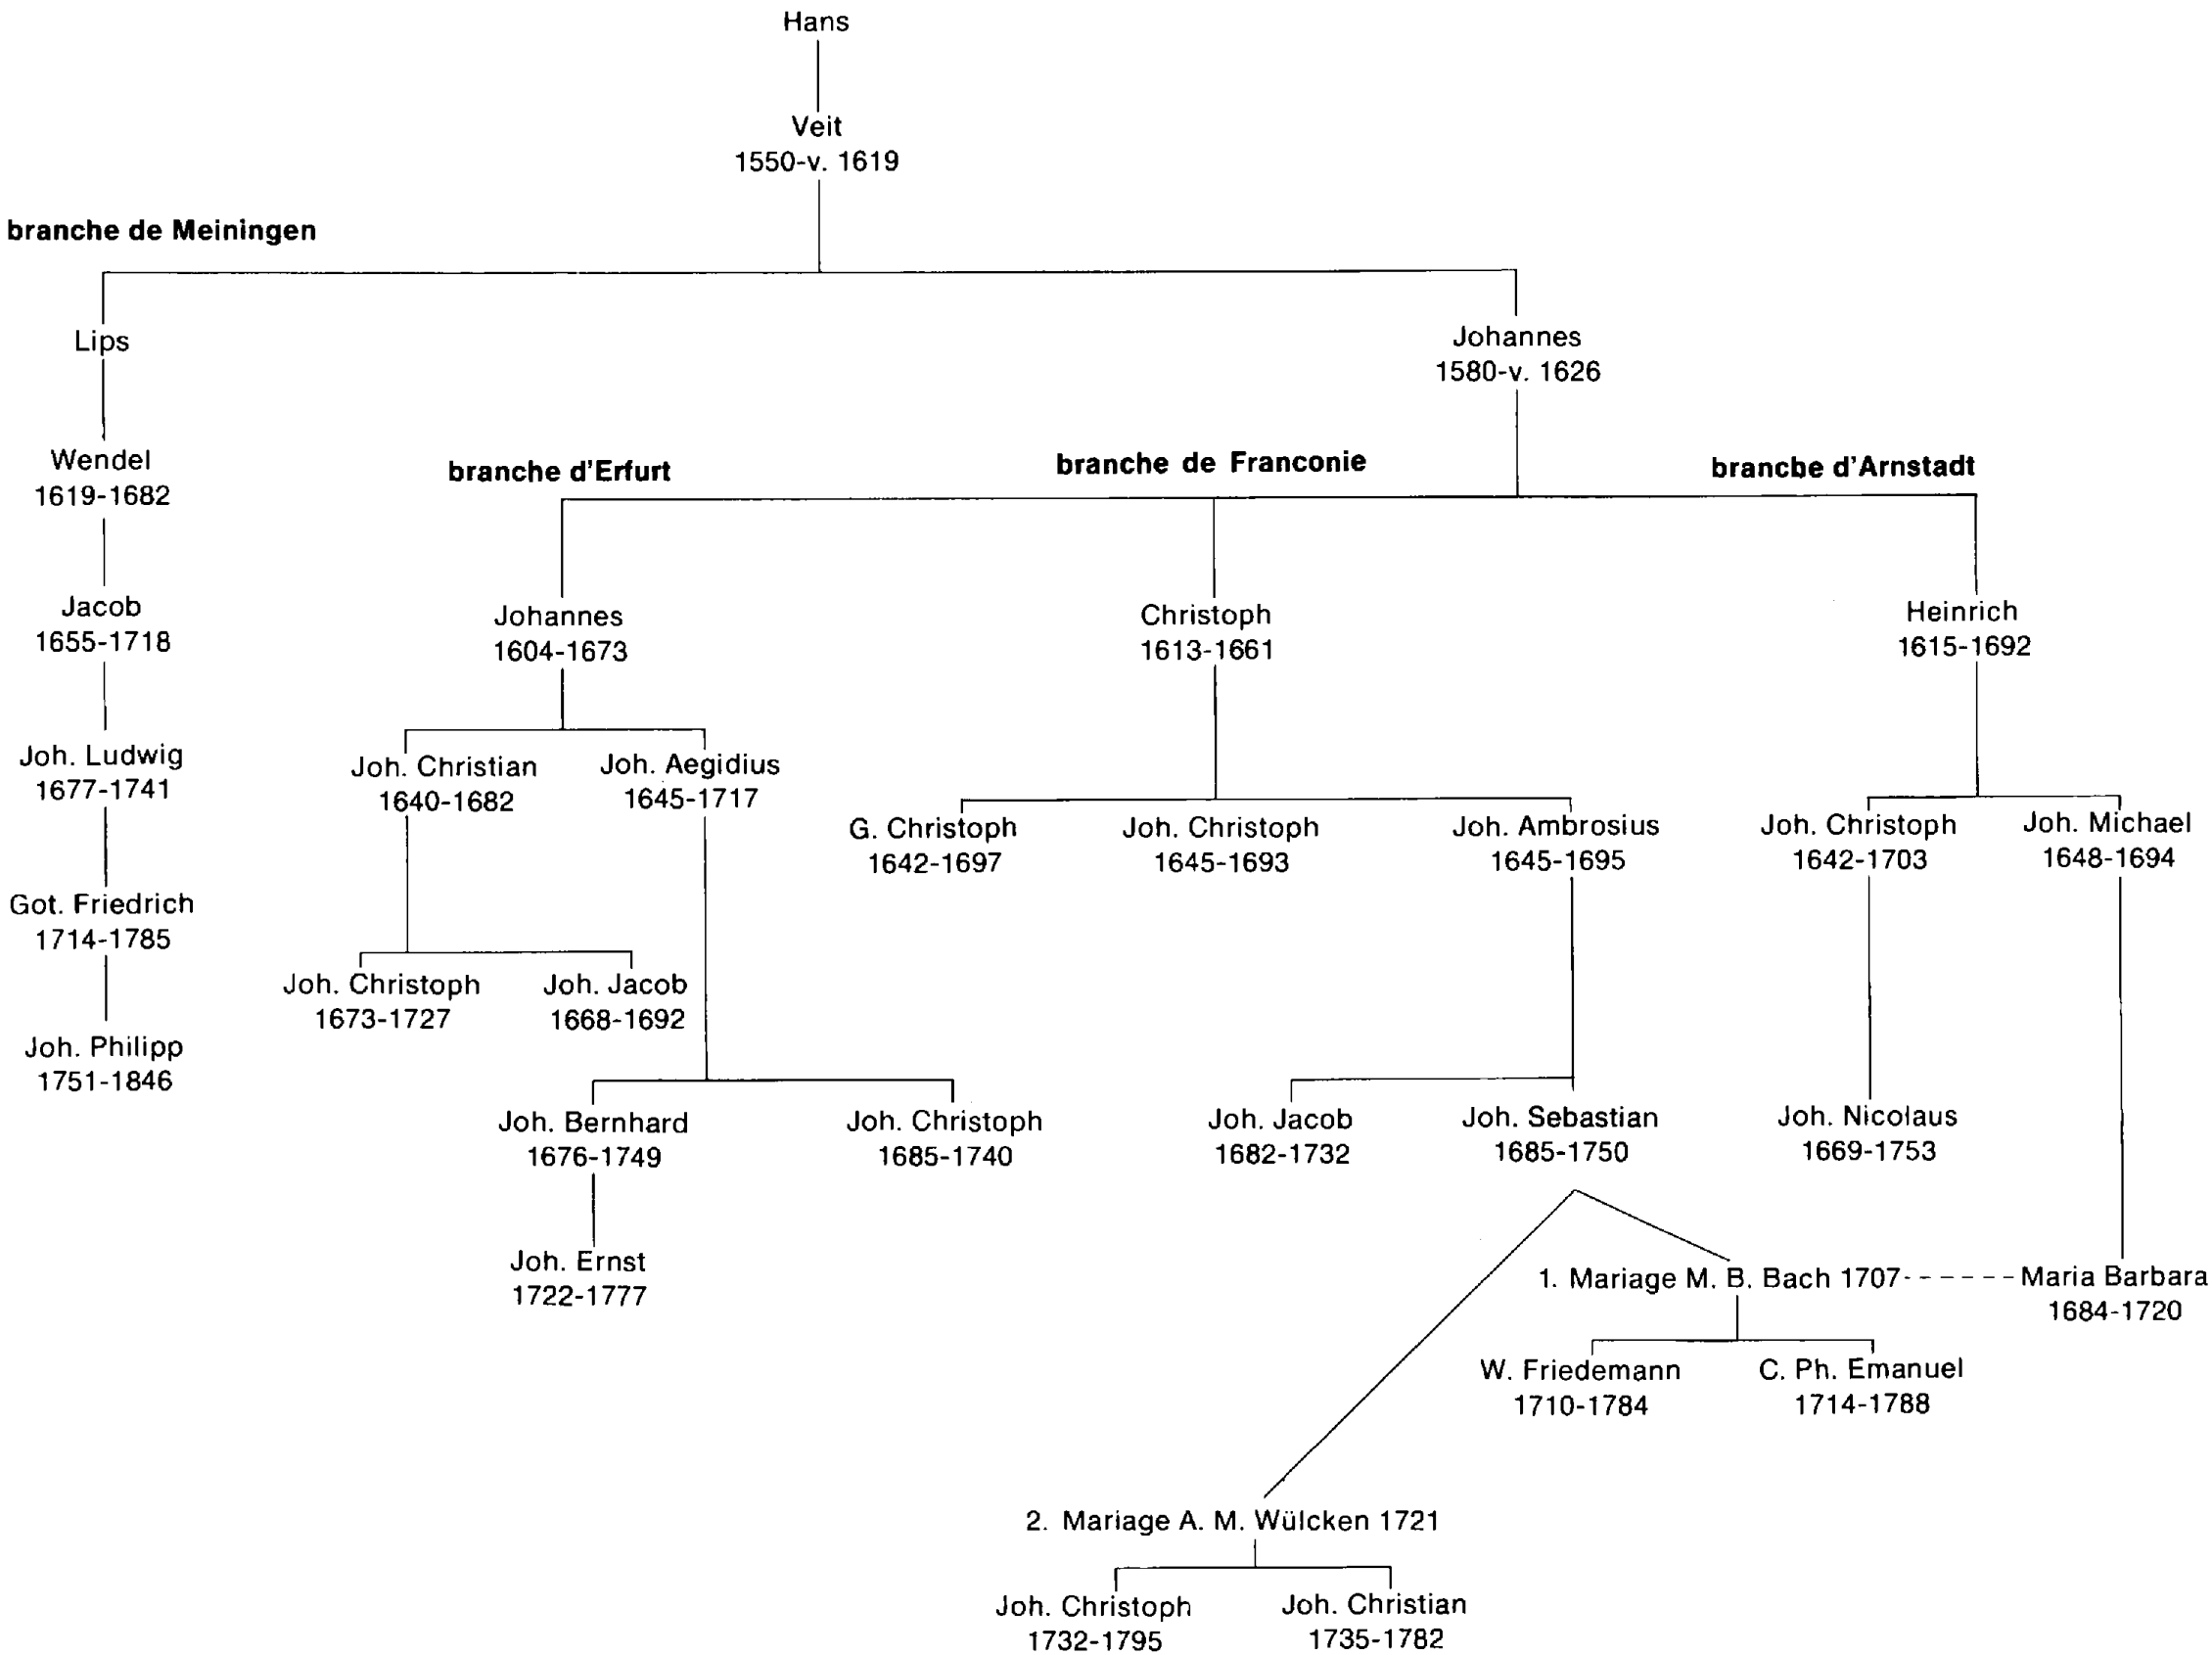 Hans
Veit
1550-v. 1619
branche de Meiningen
Lips
Johannes
1580-v. 1626
Wendel
1619-1682
branche d'Erfurt
branche de Franconie
brancbe d'Arnstadt
Jacob
1655-1718
Johannes
1604-1673
Christoph
1613-1661
Heinrich
1615-1692
Joh. Ludwig
1677-1741
Joh. Christian
1640-1682
Joh. Aegidius
1645-1717
G. Christoph
1642-1697
Joh. Christoph
1645-1693
Joh. Ambrosius
1645-1695
Joh. Christoph
1642-1703
Joh. Michael
1648-1694
Got. Friedrich
1714-1785
Joh. Christoph
1673-1727
Joh. Jacob
1668-1692
Joh. Philipp
1751-1846
Joh. Bernhard
1676-1749
Joh. Christoph
1685-1740
Joh. Jacob
1682-1732
Joh. Sebastian
1685-1750
Joh. Nicolaus
1669-1753
Joh. Ernst
1722-1777
1. Mariage M. B. Bach 1707
Maria Barbara
1684-1720
W. Friedemann
1710-1784
C. Ph. Emanuel
1714-1788
2. Mariage A. M. Wülcken 1721
Joh. Christoph
1732-1795
Joh. Christian
1735-1782